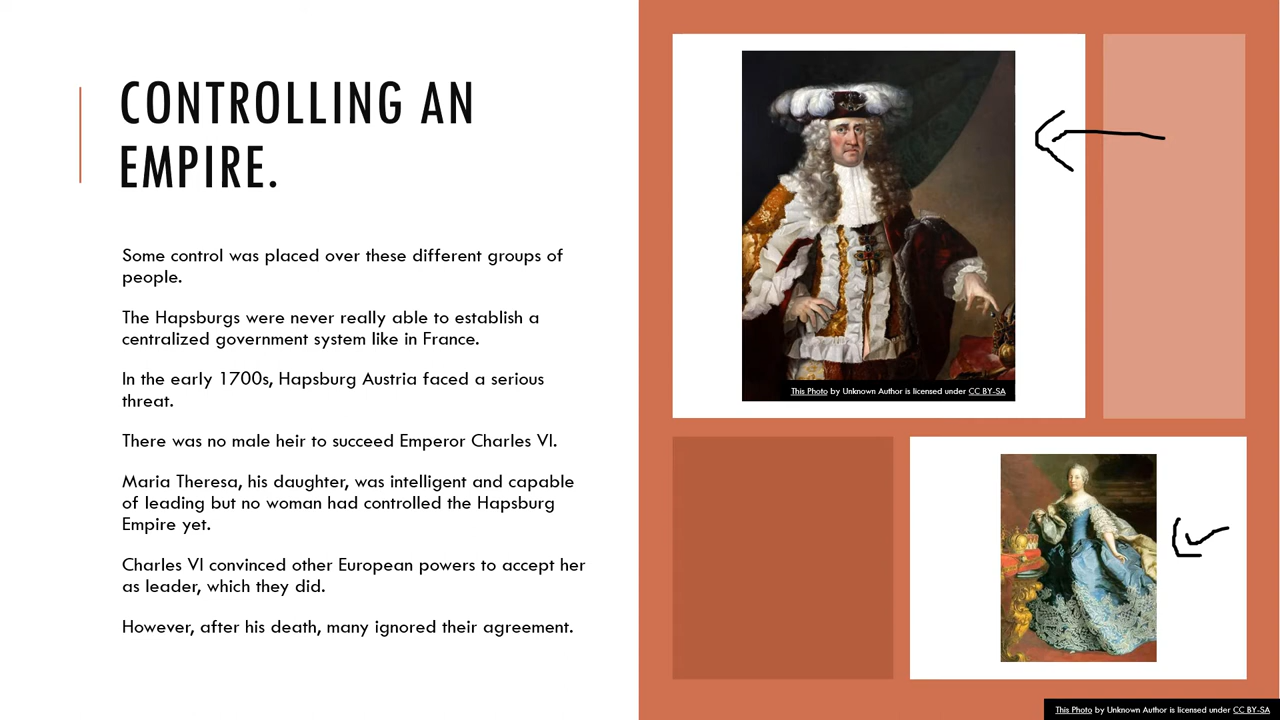 CONTROLLING AN
EMPIRE.
Some control was placed over these different groups of
people.
The Hapsburgs were never really able to establish a
centralized government system like in France.
In the early 1700s, Hapsburg Austria faced a serious
threat.
There was no male heir to succeed Emperor Charles VI.
Maria Theresa, his daughter, was intelligent and capable
of leading but no woman had controlled the Hapsburg
Empire yet.
Charles VI convinced other European powers to accept her
as leader, which they did.
However, after his death, many ignored their agreement.
This Photo by Unknown Author is licensed under CC BY-SA
This Photo by Unknown Author is licensed under CC BY-SA